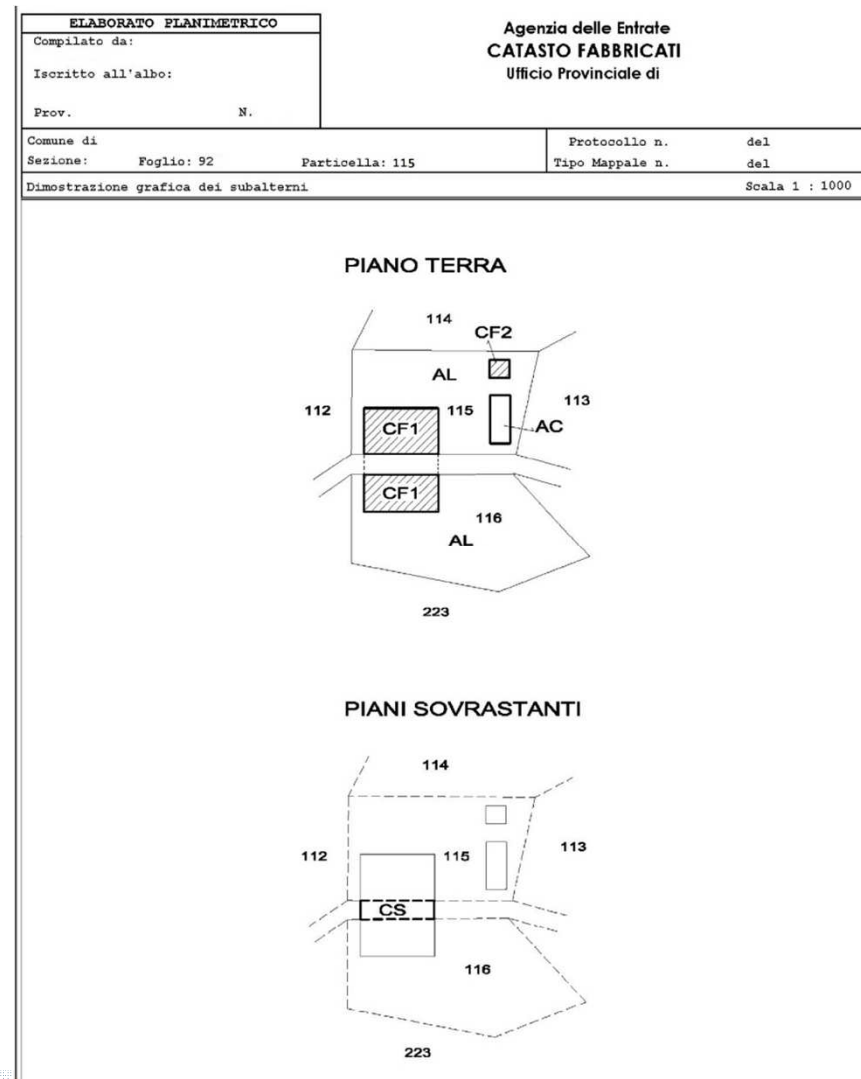 ELABORATO PLANIMETRICO
Compilato da:
Iscritto all'albo:
Prov. N.
Agenzia delle Entrate
CATASTO FABBRICATI
Ufficio Provinciale di
Comune di
Sezione: Foglio: 92 Particella: 115
Protocollo n. del
Tipo Mappale n. del
Dimostrazione grafica dei subalterni Scala 1 : 1000
PIANO TERRA
114
CF2
AL
112
115
113
CF1
AC
CF1
116
AL
223
PIANI SOVRASTANTI
114
112
115
113
CS
116
223